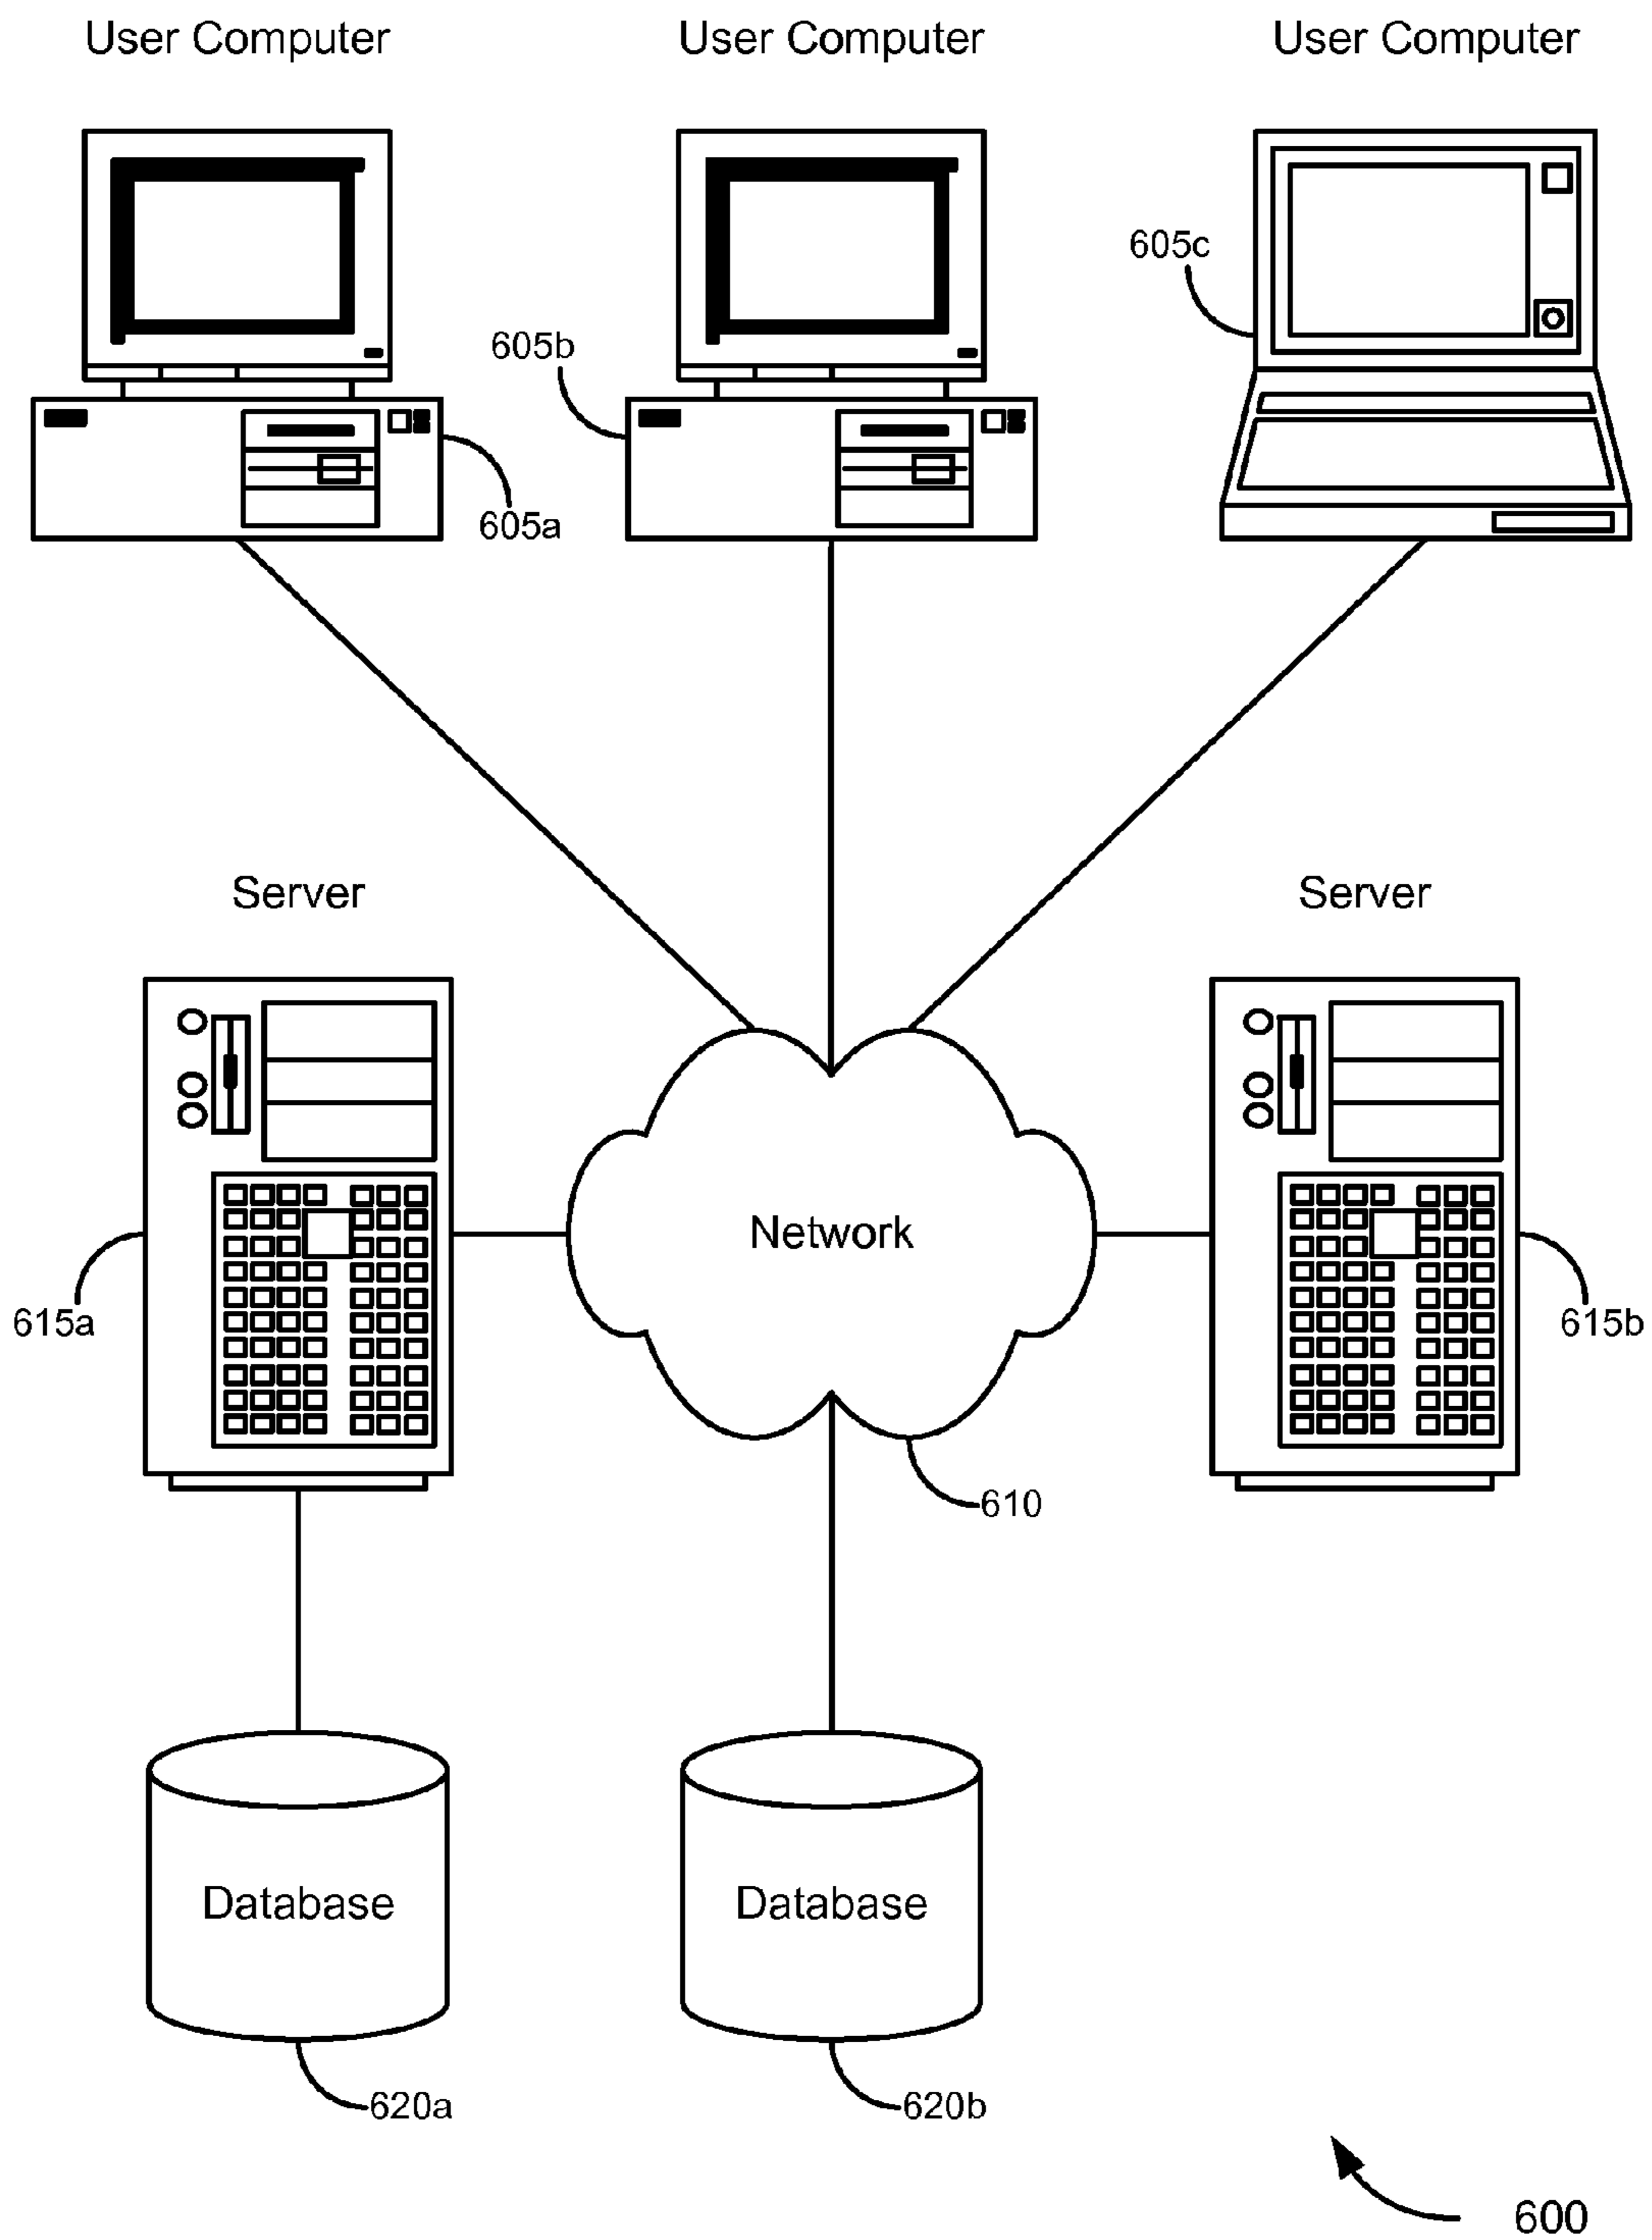 User Computer
User Computer
User Computer
605c
605b
605a
Server
Server
Network
615a
615b
610
Database
Database
620a
620b
600